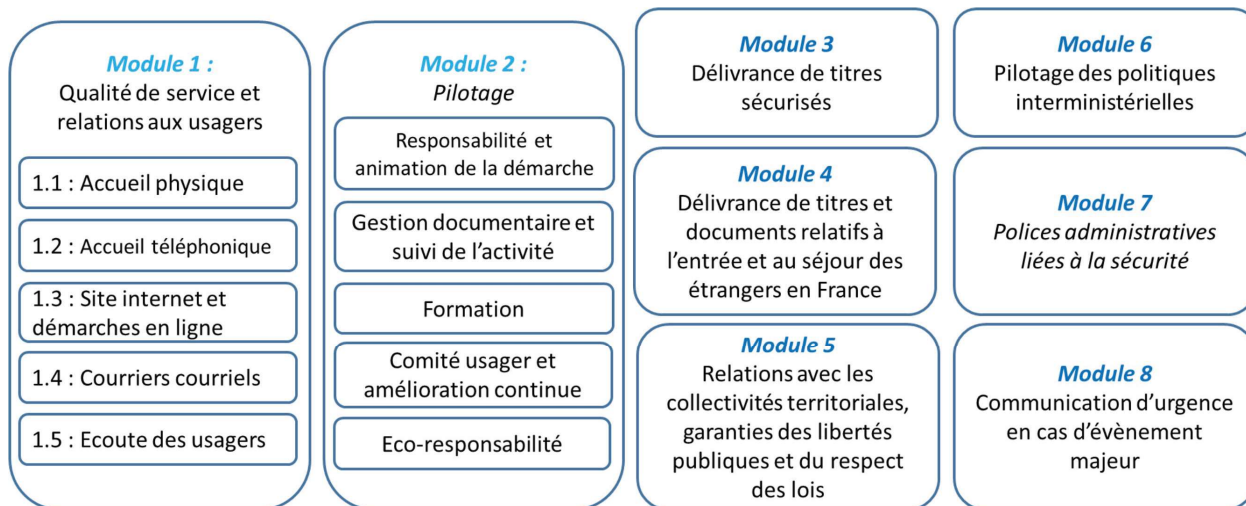 Module 1 :
Qualité de service et
relations aux usagers
1.1 : Accueil physique
1.2 : Accueil téléphonique
1.3 : Site internet et
démarches en ligne
1.4 : Courriers courriels
1.5 : Ecoute des usagers
Module 2 :
Pilotage
Responsabilité et
animation de la démarche
Gestion documentaire et
suivi de l’activité
Formation
Comité usager et
amélioration continue
Eco-responsabilité
Module 3
Délivrance de titres
sécurisés
Module 4
Délivrance de titres et
documents relatifs à
l’entrée et au séjour des
étrangers en France
Module 5
Relations avec les
collectivités territoriales,
garanties des libertés
publiques et du respect
des lois
Module 6
Pilotage des politiques
interministérielles
Module 7
Polices administratives
liées à la sécurité
Module 8
Communication d’urgence
en cas d’évènement
majeur